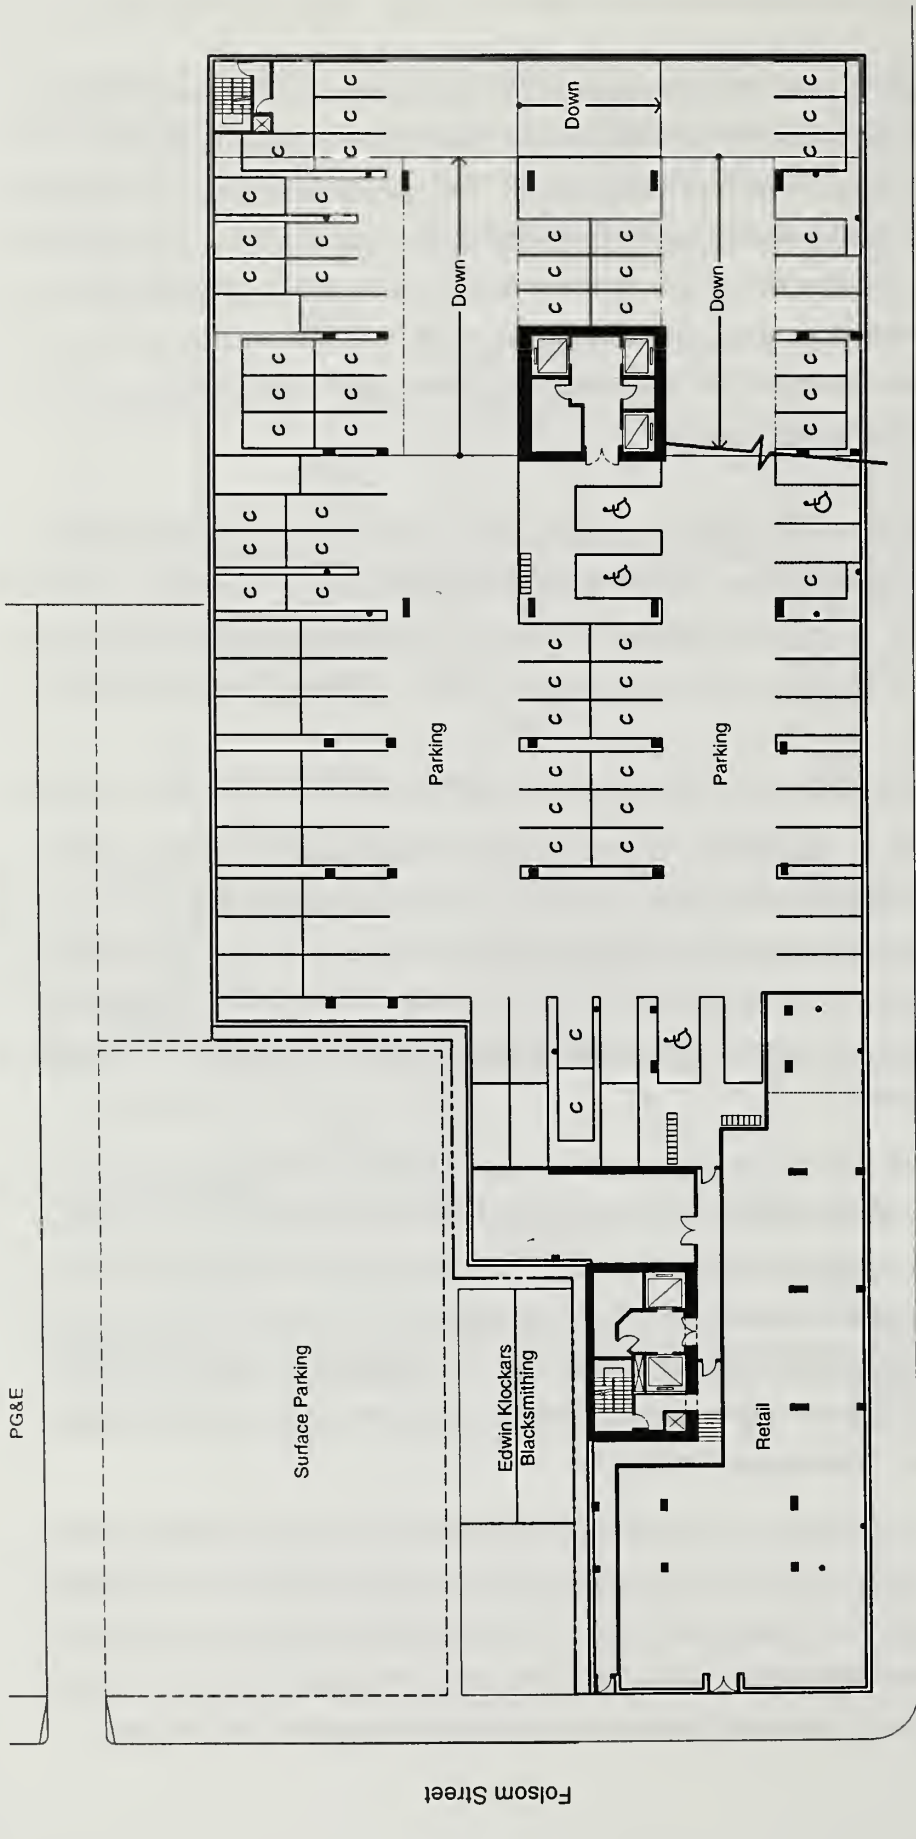 PG&E
C C C C C C
C C C C
Surface Parking
C C C C C C
C C C C C C
Parking
Down
Edwin Klockars
Blacksmithing
C C C C C C C C C
C C
Down
C C C C C C C C C
Parking
Down
Retail
C C C C C C C C
Folsom Street